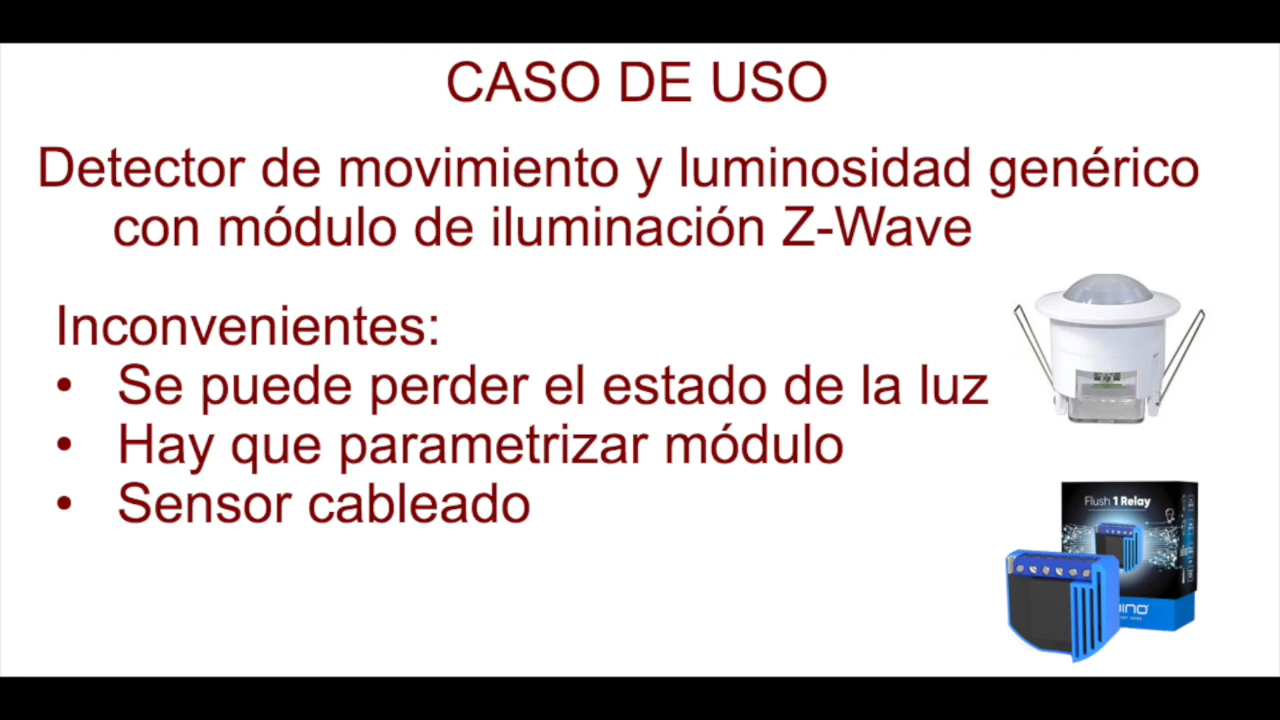 CASO DE USO
Detector de movimiento y luminosidad genérico
con módulo de iluminación Z-Wave
Inconvenientes:
• Se puede perder el estado de la luz
• Hay que parametrizar módulo
• Sensor cableado
Flush 1 Relay